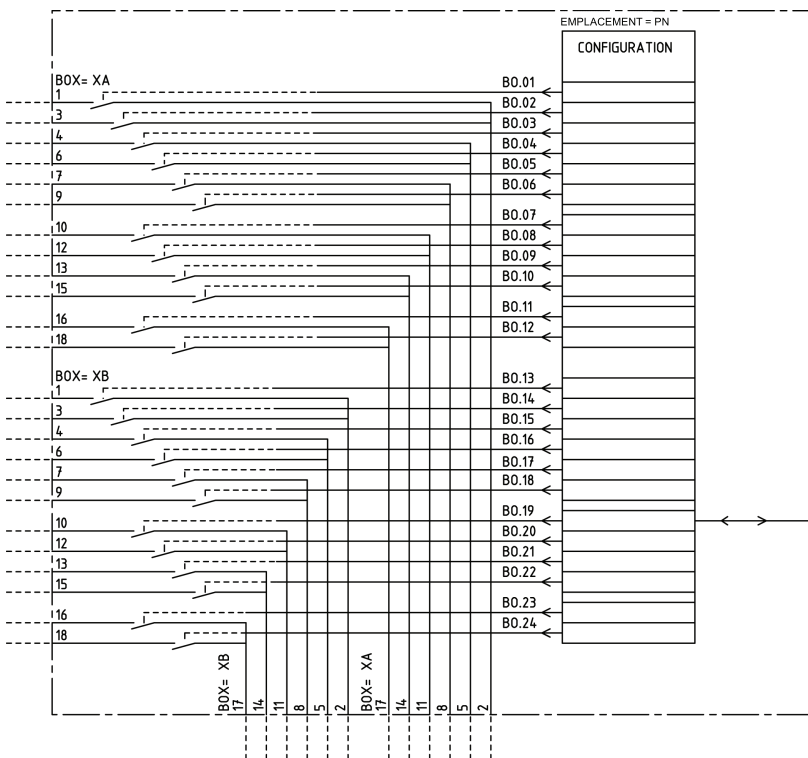 EMPLACEMENT = PN
CONFIGURATION
BOX= XA
BO.01
1
BO.02
3
BO.03
4
BO.04
6
BO.05
7
BO.06
9
BO.07
10
BO.08
12
BO.09
13
BO.10
15
BO.11
16
BO.12
18
BOX= XB
BO.13
1
BO.14
3
BO.15
4
BO.16
6
BO.17
7
BO.18
9
BO.19
10
BO.20
12
BO.21
13
BO.22
15
BO.23
16
BO.24
18
BOX= XB
17
14
11
8
5
2
BOX= XA
17
14
11
8
5
2